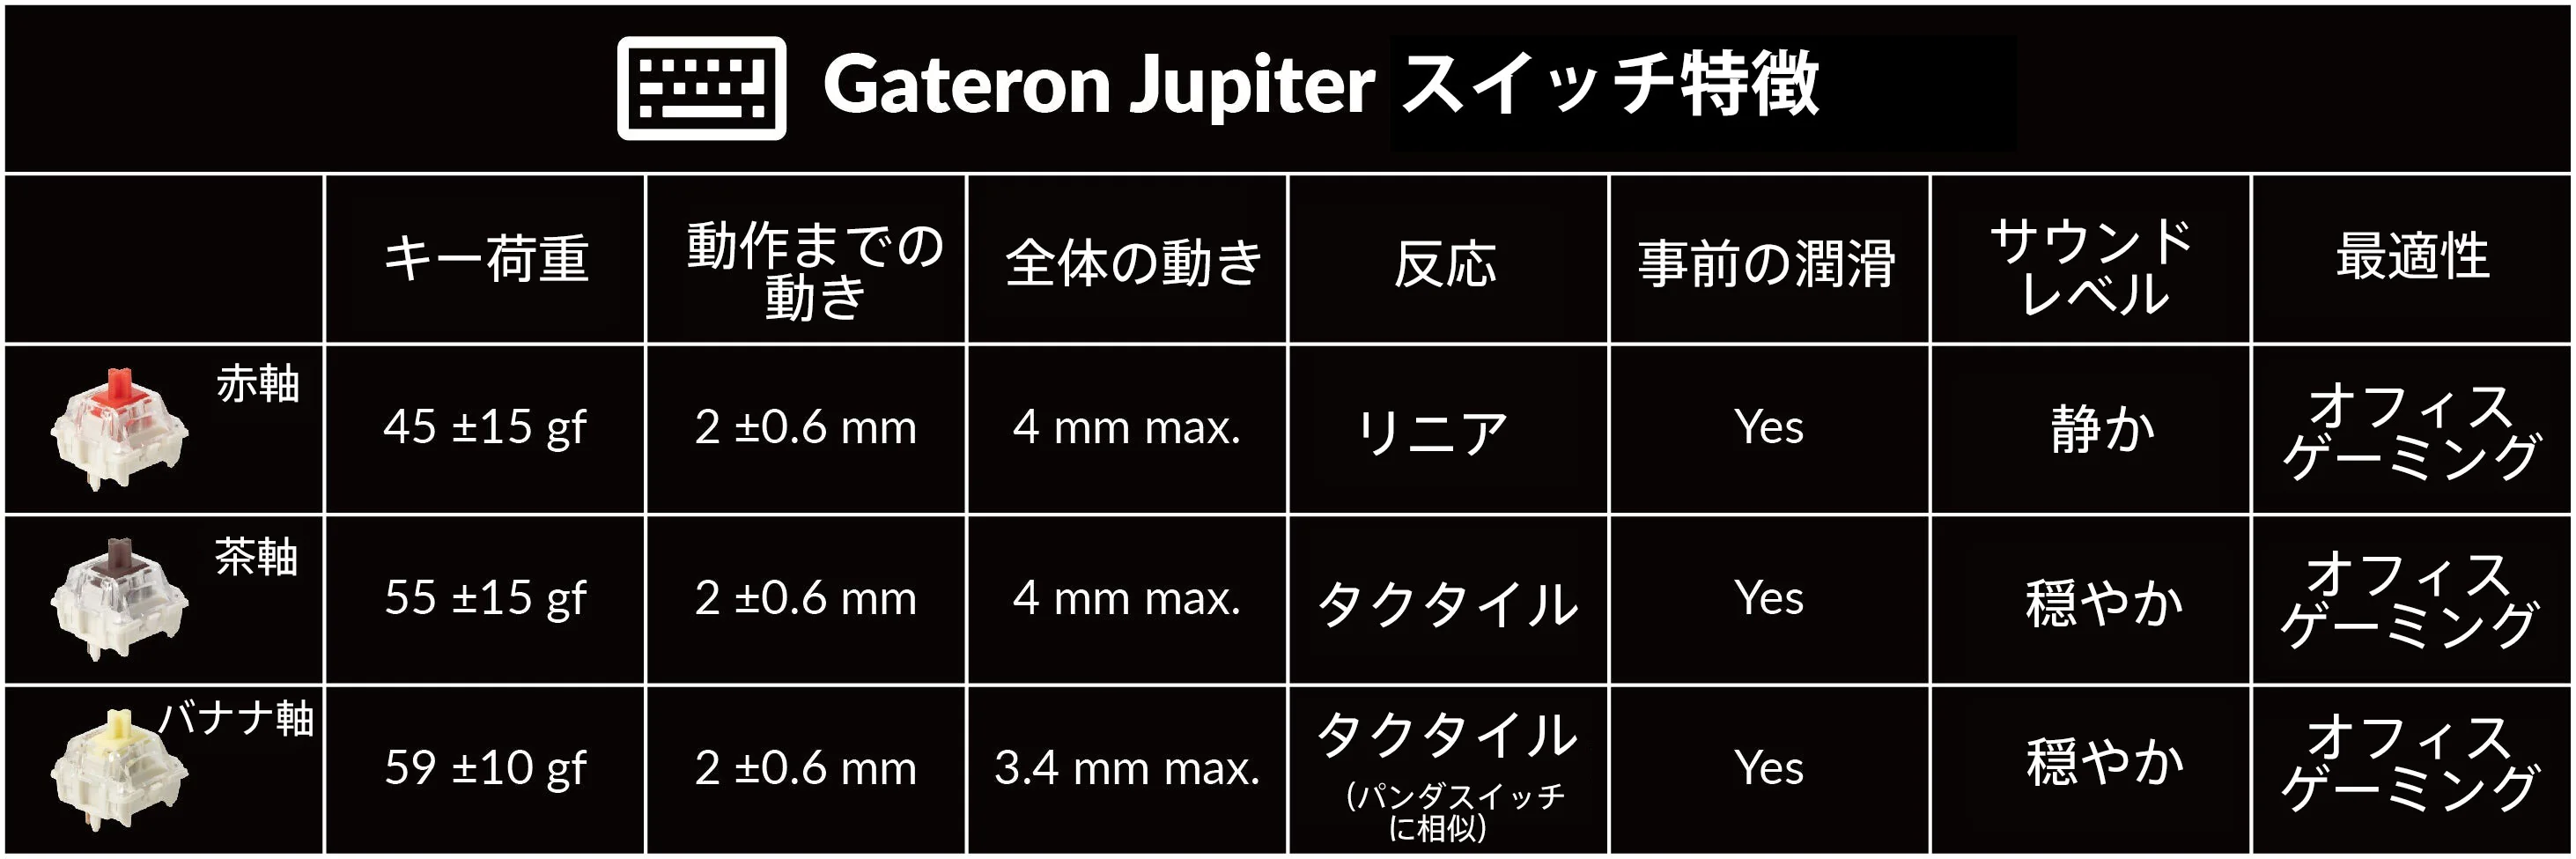 Gateron Jupiter スイッチ特徴
キー荷重
動作までの
動き
全体の動き
反応
事前の潤滑
サウンド
レベル
最適性
赤軸
45 ±15 gf
2 ±0.6 mm
4 mm max.
リニア
Yes
静か
オフィス
ゲーミング
茶軸
55 ±15 gf
2 ±0.6 mm
4 mm max.
タクタイル
Yes
穏やか
オフィス
ゲーミング
バナナ軸
59 ±10 gf
2 ±0.6 mm
3.4 mm max.
タクタイル
(パンダスイッチ
に相似)
Yes
穏やか
オフィス
ゲーミング